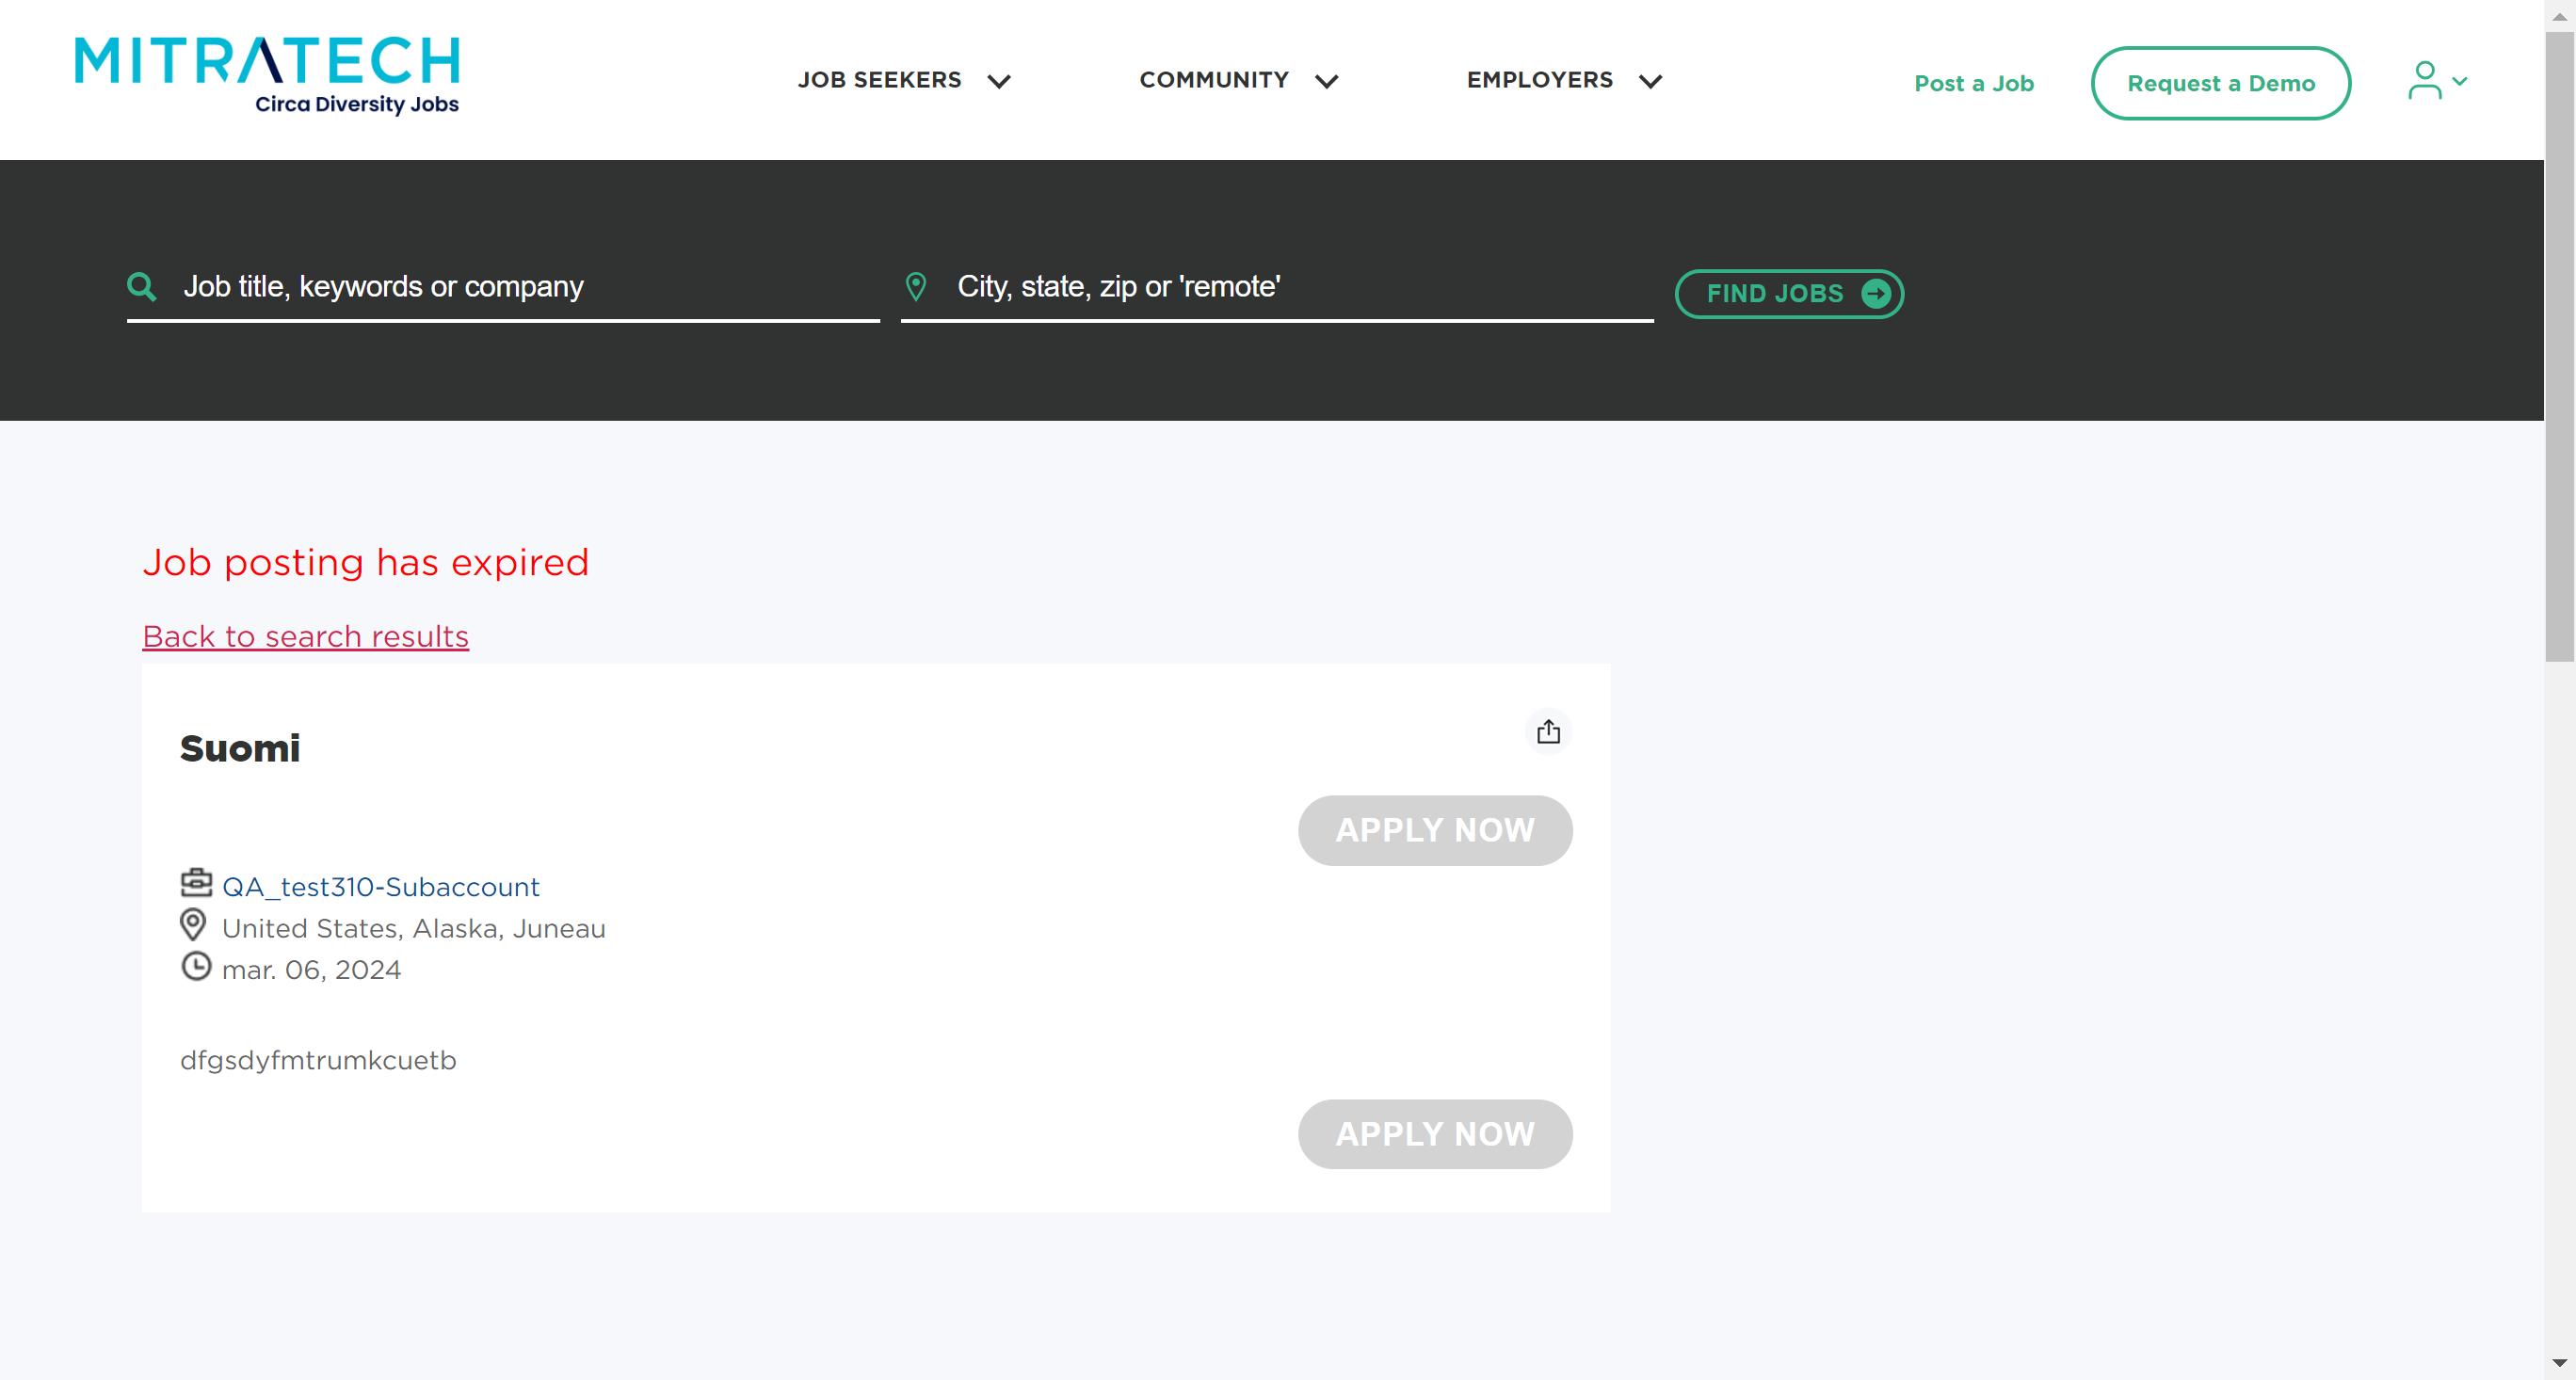 MITRATECH
Circa Diversity Jobs
JOB SEEKERS
COMMUNITY
EMPLOYERS
Post a Job
Request a Demo
Job title, keywords or company
City, state, zip or 'remote'
FIND JOBS
Job posting has expired
Back to search results
Suomi
APPLY NOW
QA_test310-Subaccount
United States, Alaska, Juneau
mar. 06, 2024
dfgsdyfmtrumkcuetb
APPLY NOW